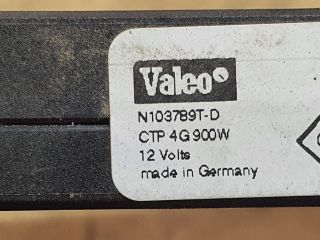 Valeo
N103789T-D
CTP 4G 900W
12 Volts
made in Germany